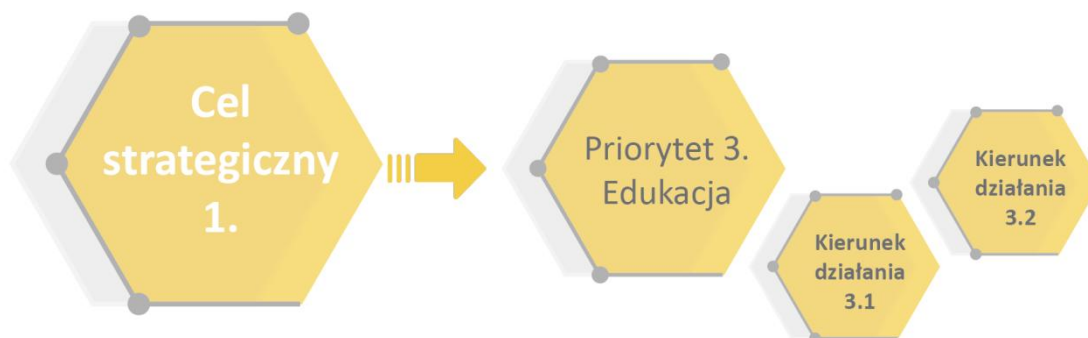 Cel
strategiczny
1.
Priorytet 3.
Edukacja
Kierunek
działania
3.1
Kierunek
działania
3.2